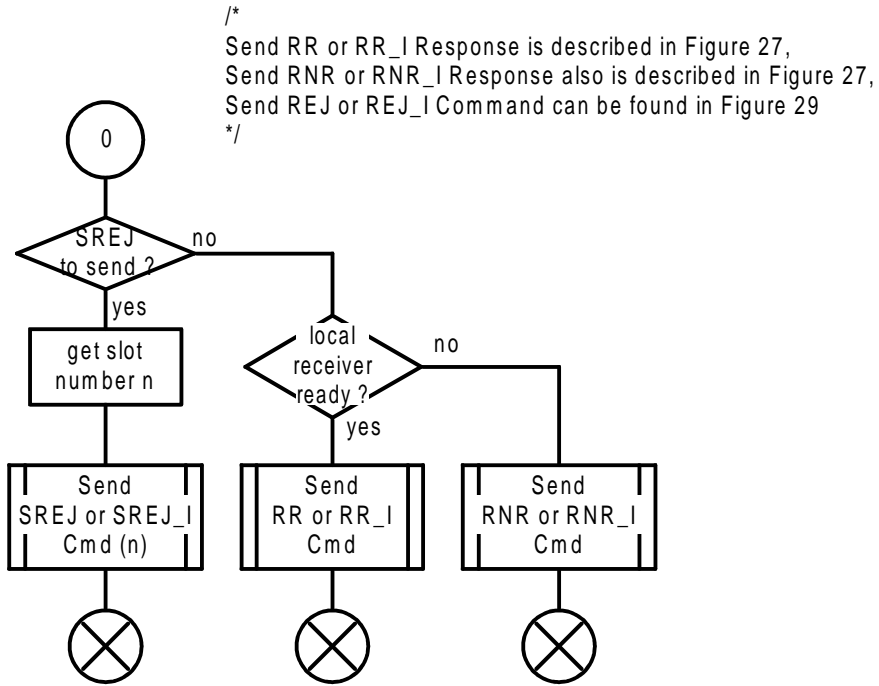 /*
Send RR or RR_I Response is described in Figure 27,
Send RNR or RNR_I Response also is described in Figure 27,
Send REJ or REJ_I Command can be found in Figure 29
*/
0
SREJ
to send ?
no
yes
get slot
number n
local
receiver
ready ?
no
yes
Send
SREJ or SREJ_I
Cmd (n)
Send
RR or RR_I
Cmd
Send
RNR or RNR_I
Cmd